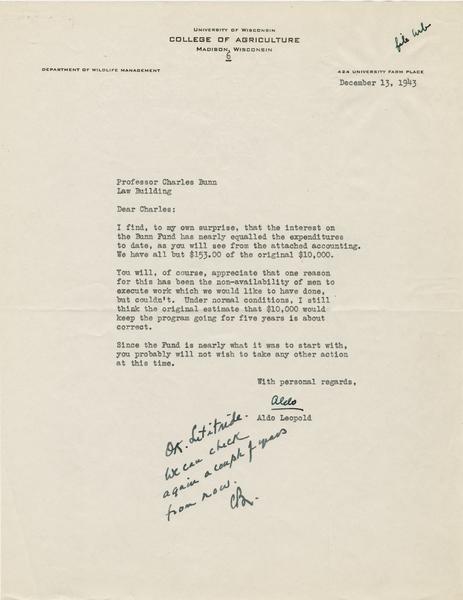 UNIVERSITY OF WISCONSIN
COLLEGE OF AGRICULTURE
MADISON, WISCONSIN
6
file
DEPARTMENT OF WILDLIFE MANAGEMENT
424 UNIVERSITY FARM PLACE
December 13, 1943
Professor Charles Bunn
Law Building
Dear Charles:
I find, to my own surprise, that the interest on
the Bunn Fund has nearly equalled the expenditures
to date, as you will see from the attached accounting.
We have all but $153.00 of the original $10,000.
You will, of course, appreciate that one reason
for this has been the non-availability of men to
execute work which we would like to have done,
but couldn't. Under normal conditions, I still
think the original estimate that $10,000 would
keep the program going for five years is about
correct.
Since the Fund is nearly what it was to start with,
you probably will not wish to take any other action
at this time.
With personal regards,
Aldo
Aldo Leopold
OK. Let it ride.
We can check
again a couple of years
from now.
CB.